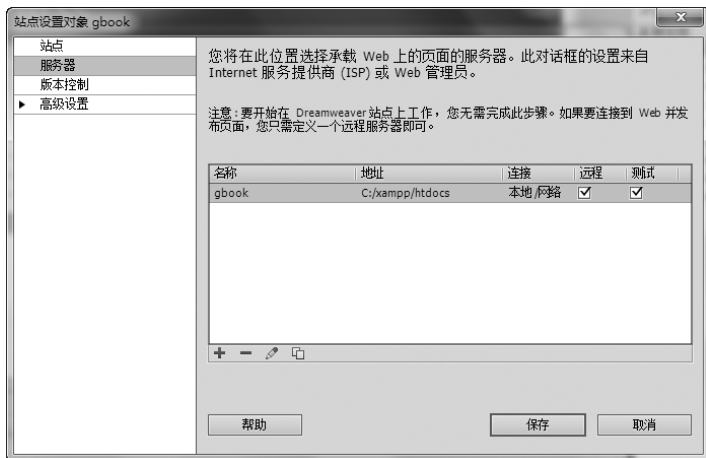 站点设置对象 gbook
站点
服务器
版本控制
高级设置
您将在此位置选择承载 Web 上的页面的服务器。此对话框的设置来自
Internet 服务提供商 (ISP) 或 Web 管理员。
注意:要开始在 Dreamweaver 站点上工作，您无需完成此步骤。如果要连接到 Web 并发
布页面，您只需定义一个远程服务器即可。
名称 地址 连接 远程 测试
gbook C:/xampp/htdocs 本地/网络
帮助 保存 取消